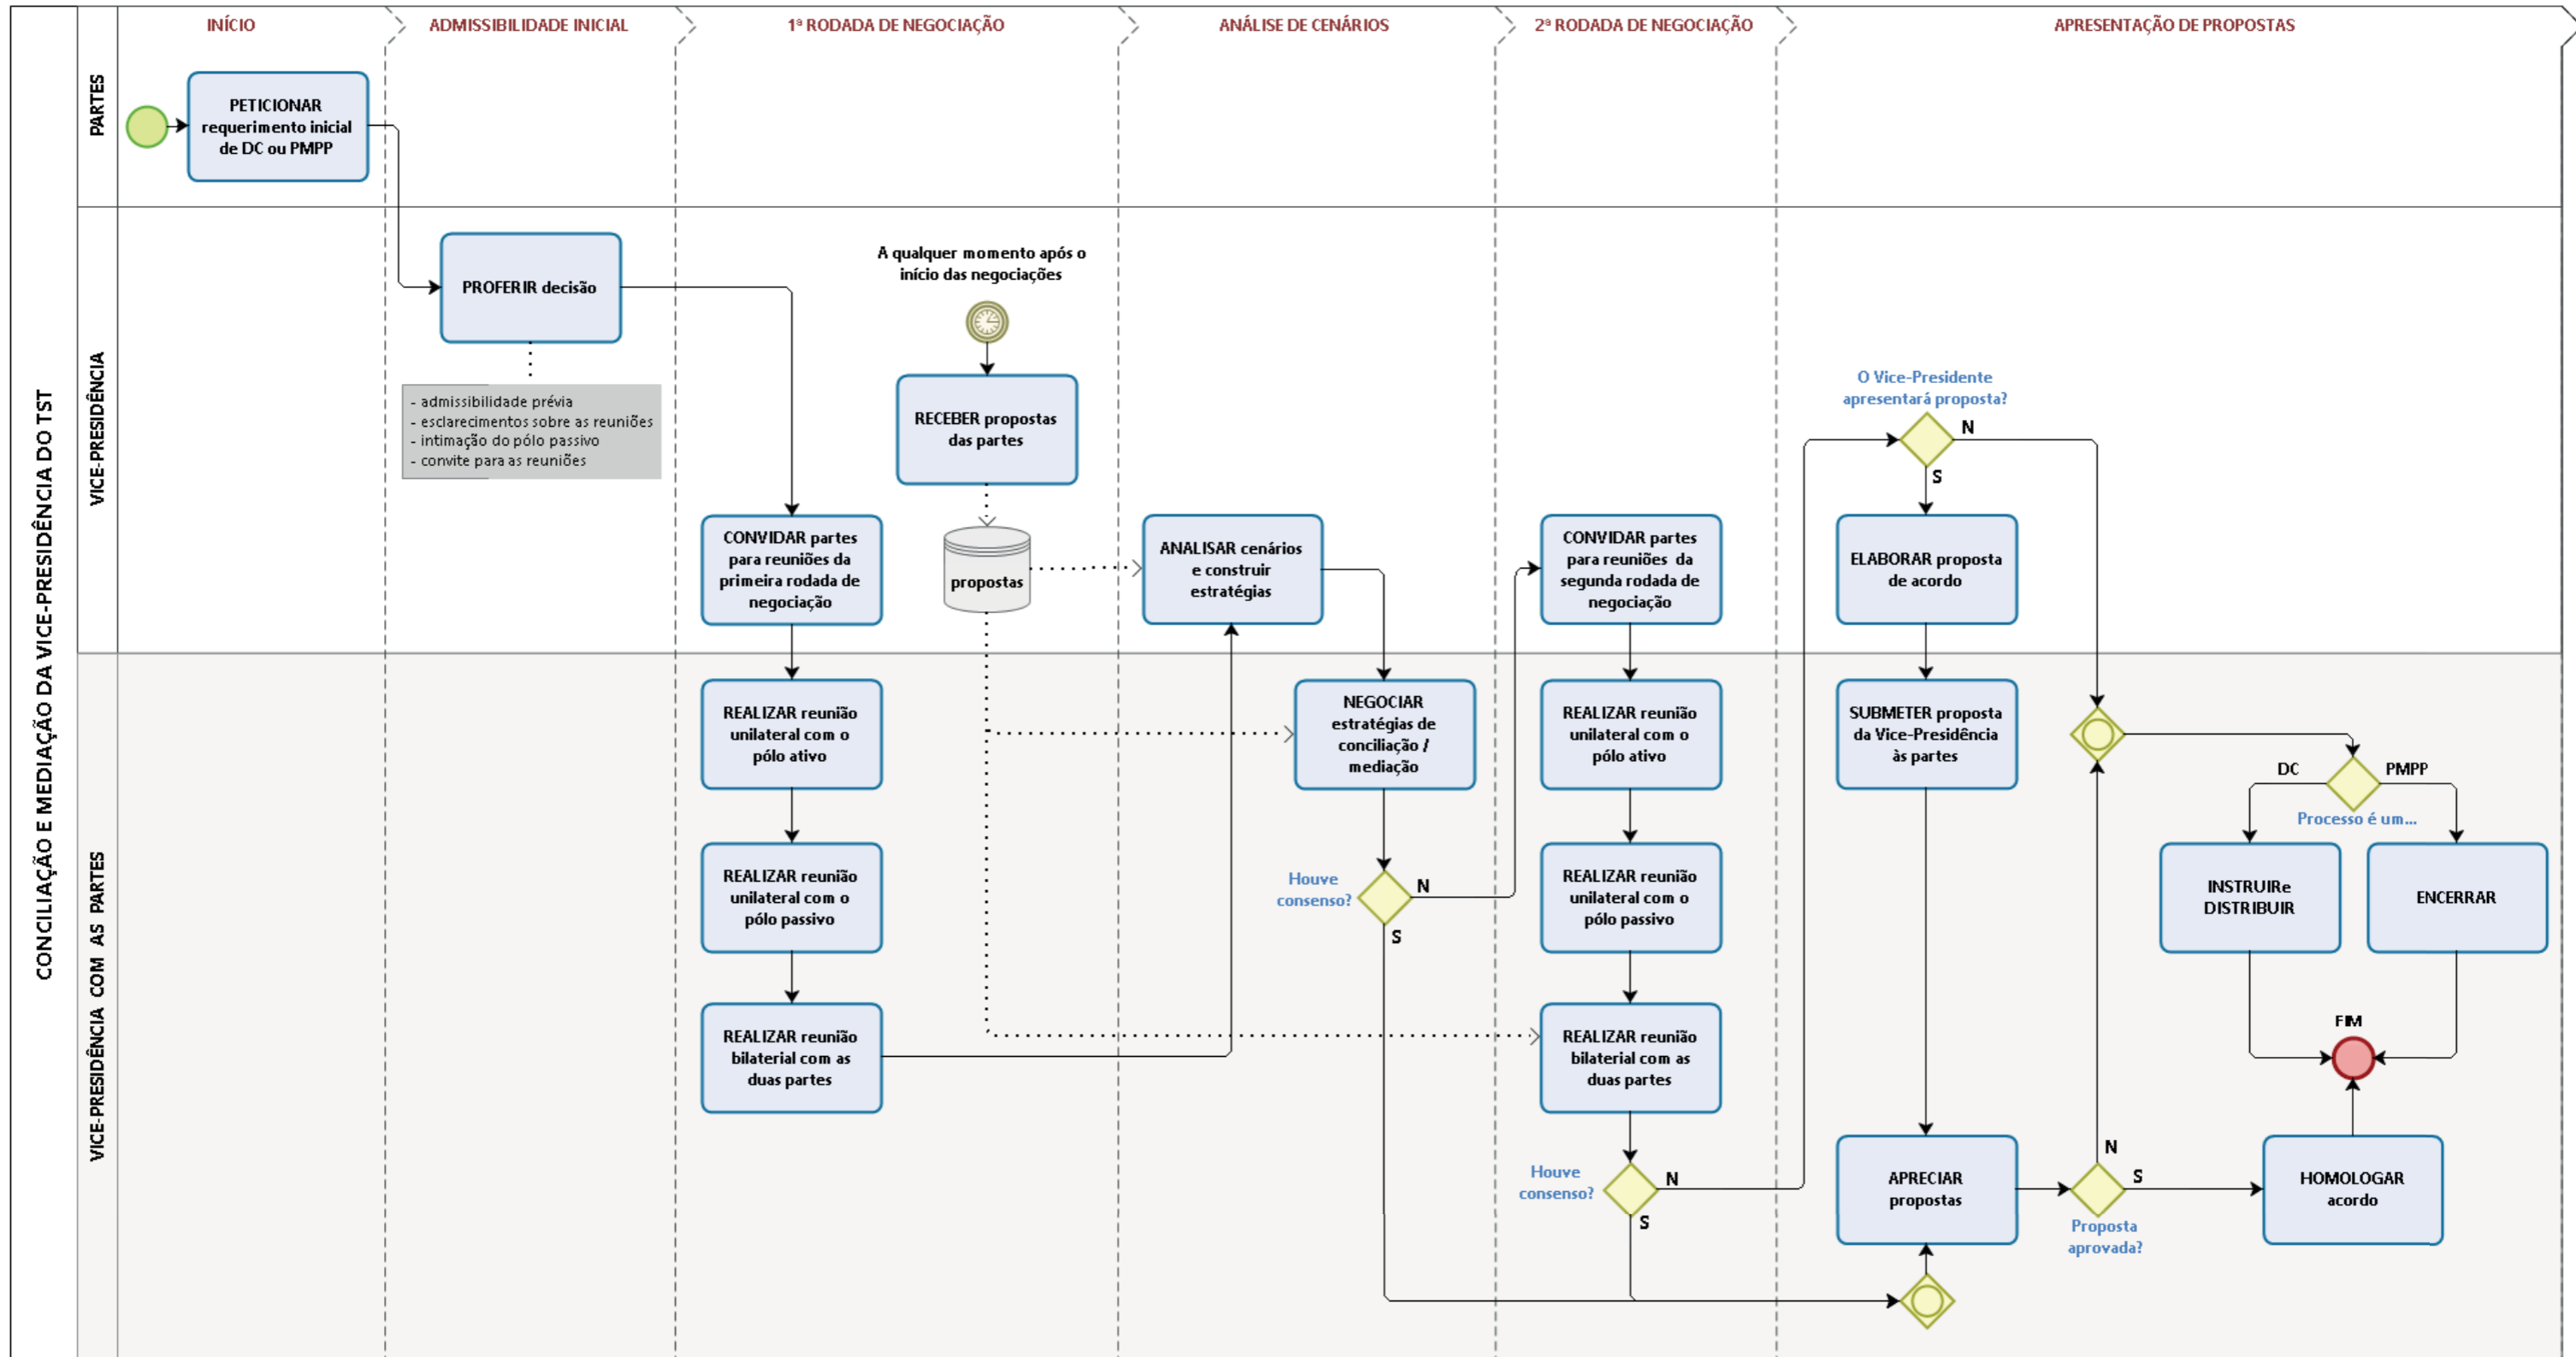 CONCILIAÇÃO E MEDIAÇÃO DA VICE-PRESIDÊNCIA DO TST
INÍCIO
ADMISSIBILIDADE INICIAL
1ª RODADA DE NEGOCIAÇÃO
ANÁLISE DE CENÁRIOS
2ª RODADA DE NEGOCIAÇÃO
APRESENTAÇÃO DE PROPOSTAS
PARTES
PETICIONAR
requerimento inicial
de DC ou PMPP
VICE-PRESIDÊNCIA
PROFERIR decisão
- admissibilidade prévia
- esclarecimentos sobre as reuniões
- intimação do pólo passivo
- convite para as reuniões
A qualquer momento após o
início das negociações
RECEBER propostas
das partes
propostas
CONVIDAR partes
para reuniões da
primeira rodada de
negociação
ANALISAR cenários
e construir
estratégias
CONVIDAR partes
para reuniões da
segunda rodada de
negociação
O Vice-Presidente
apresentará proposta?
N
S
ELABORAR proposta
de acordo
VICE-PRESIDÊNCIA COM AS PARTES
REALIZAR reunião
unilateral com o
pólo ativo
REALIZAR reunião
unilateral com o
pólo passivo
REALIZAR reunião
bilaterial com as
duas partes
NEGOCIAR
estratégias de
conciliação /
mediação
Houve
consenso?
N
S
REALIZAR reunião
unilateral com o
pólo ativo
REALIZAR reunião
unilateral com o
pólo passivo
REALIZAR reunião
bilaterial com as
duas partes
Houve
consenso?
N
S
SUBMETER proposta
da Vice-Presidência
às partes
APRECIAR
propostas
N
S
Proposta
aprovada?
DC
PMPP
Processo é um...
INSTRUIRe
DISTRIBUIR
ENCERRAR
FIM
HOMOLOGAR
acordo